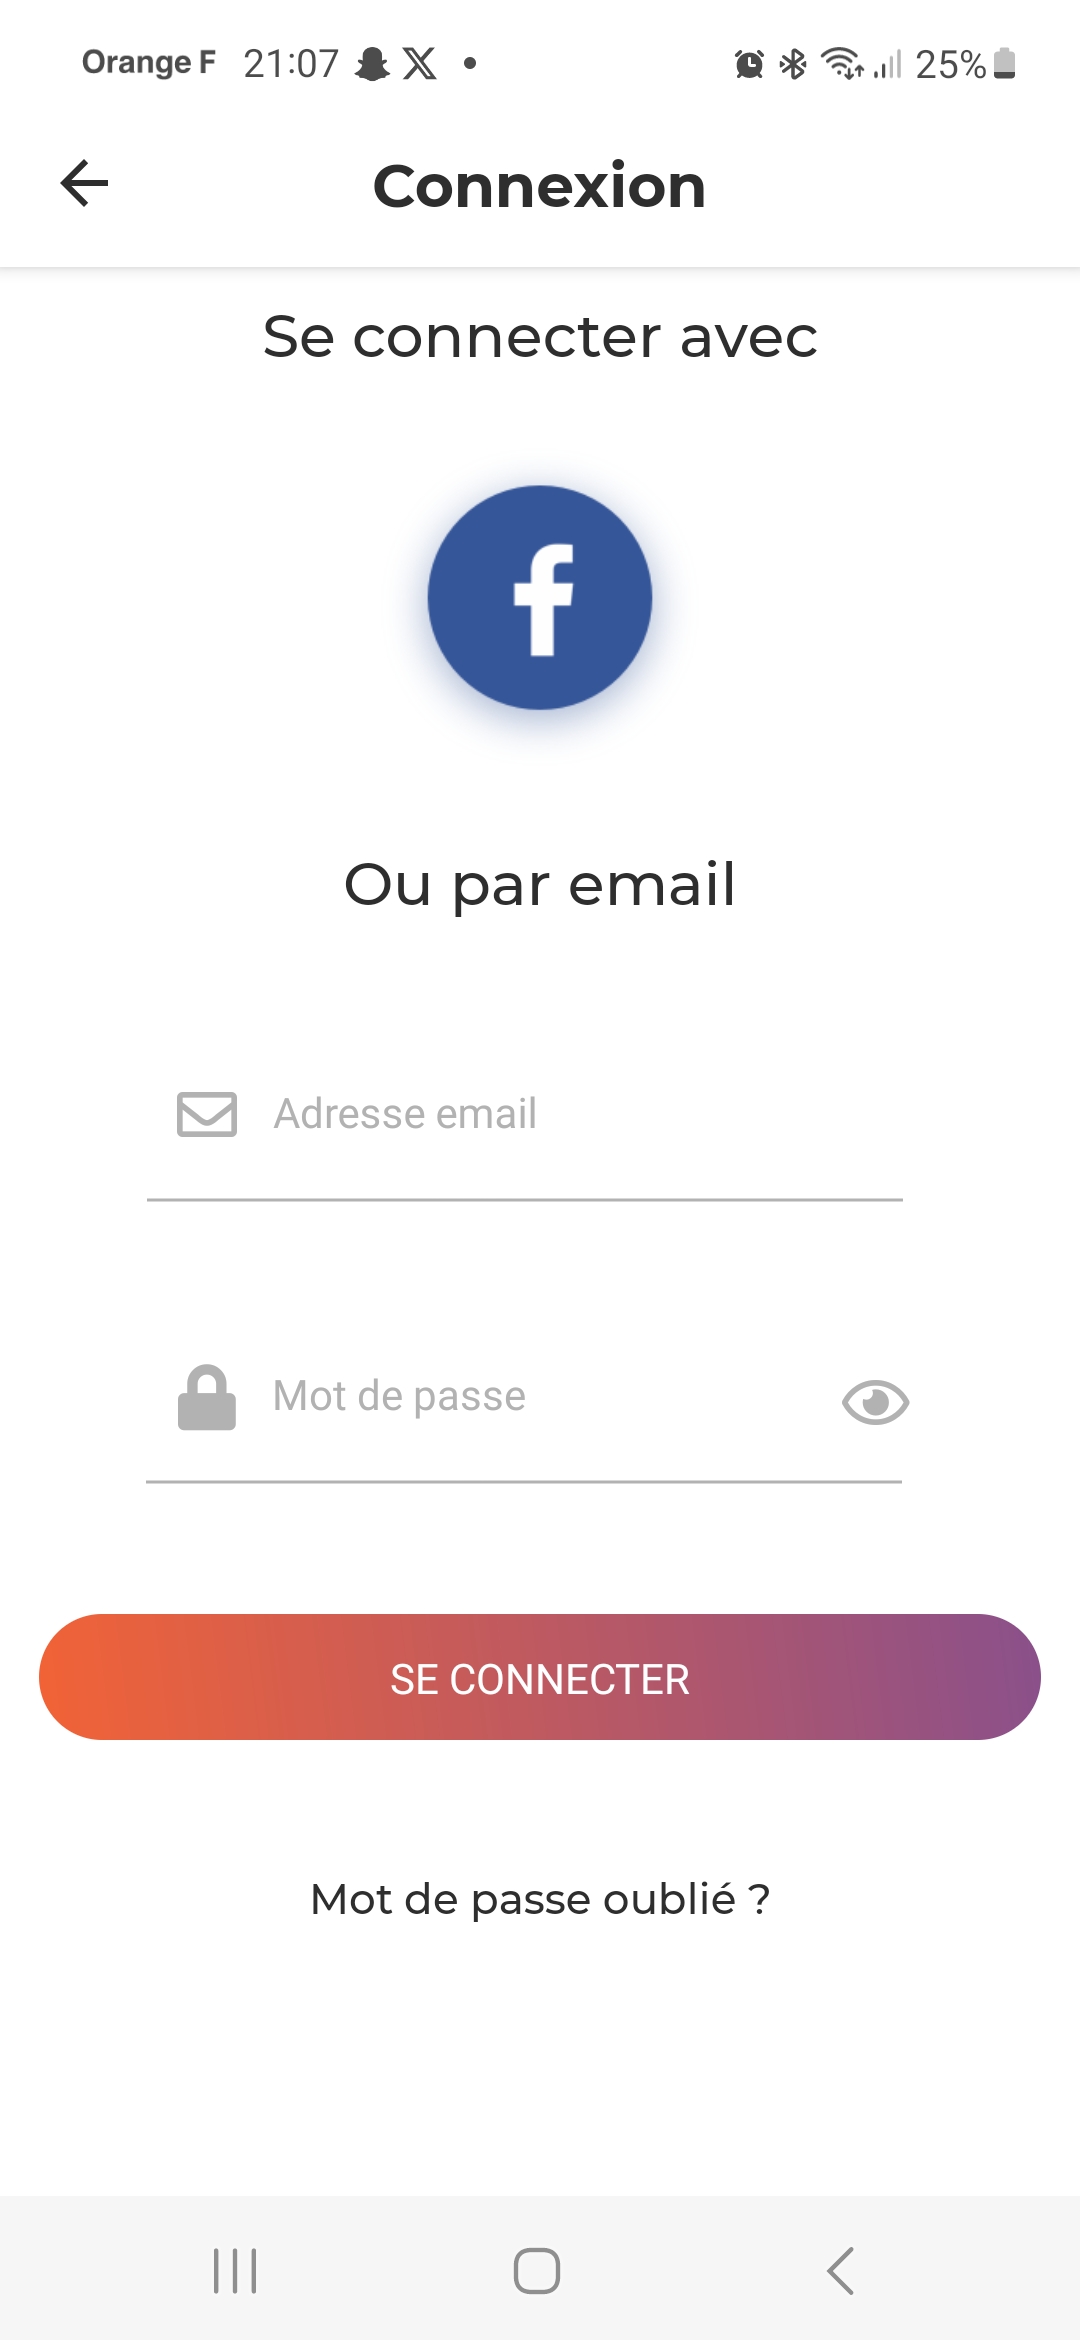 Orange F 21:07 25%
Connexion
Se connecter avec
f
Ou par email
Adresse email
Mot de passe
SE CONNECTER
Mot de passe oublié ?